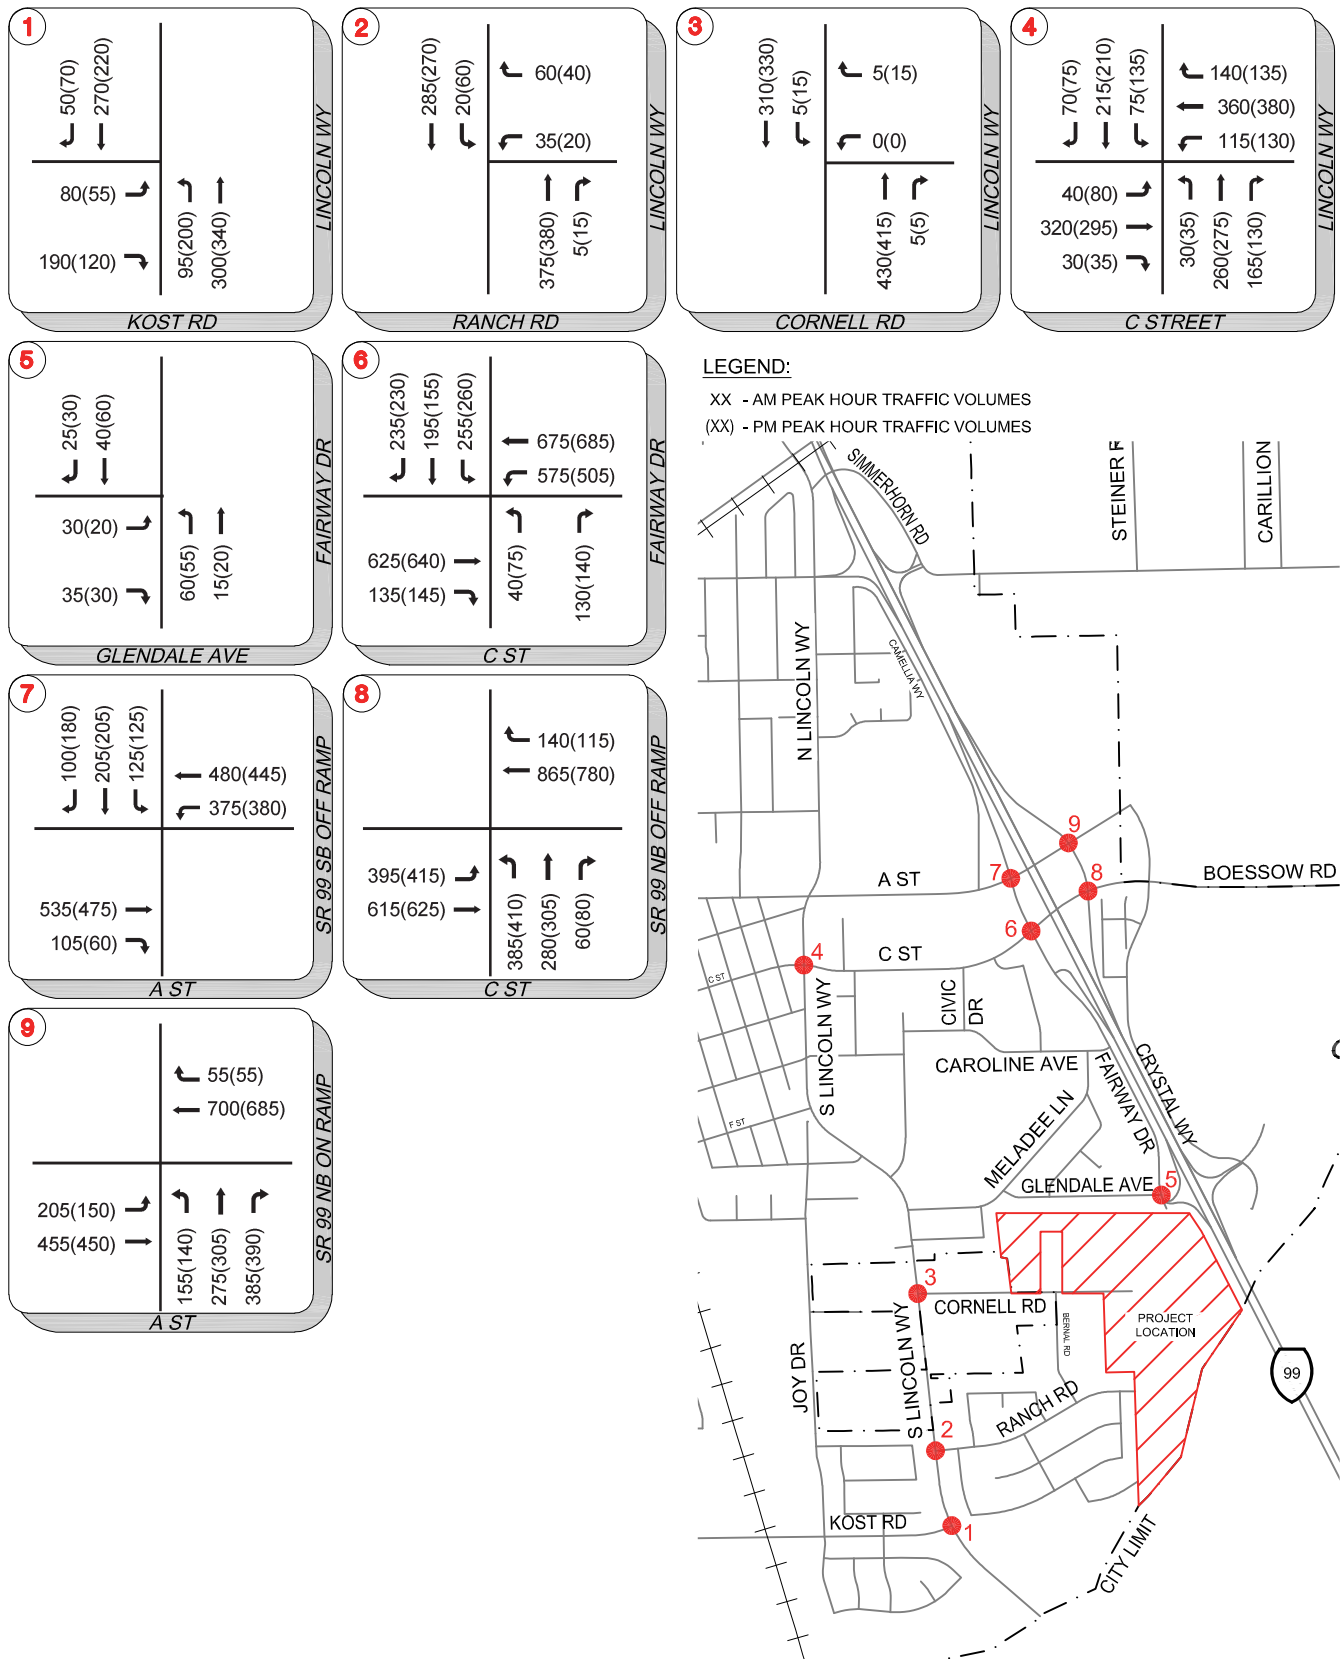 1
50(70)
270(220)
80(55)
190(120)
95(200)
300(340)
LINCOLN WY
KOST RD
2
285(270)
20(60)
60(40)
35(20)
375(380)
5(15)
LINCOLN WY
RANCH RD
3
310(330)
5(15)
5(15)
0(0)
430(415)
5(5)
LINCOLN WY
CORNELL RD
4
70(75)
215(210)
75(135)
140(135)
360(380)
115(130)
40(80)
320(295)
30(35)
30(35)
260(275)
165(130)
LINCOLN WY
C STREET
5
25(30)
40(60)
30(20)
35(30)
60(55)
15(20)
FAIRWAY DR
GLENDALE AVE
6
235(230)
195(155)
255(260)
675(685)
575(505)
625(640)
135(145)
40(75)
130(140)
FAIRWAY DR
C ST
7
100(180)
205(205)
125(125)
480(445)
375(380)
535(475)
105(60)
SR 99 SB OFF RAMP
A ST
8
140(115)
865(780)
395(415)
615(625)
385(410)
280(305)
60(80)
SR 99 NB OFF RAMP
C ST
9
55(55)
700(685)
205(150)
455(450)
155(140)
275(305)
385(390)
SR 99 NB ON RAMP
A ST
LEGEND:
XX - AM PEAK HOUR TRAFFIC VOLUMES
(XX) - PM PEAK HOUR TRAFFIC VOLUMES
SIMMERHORN RD
STEINER
CARILLION
N LINCOLN WY
CAMELLIA WY
9
7
A ST
8
BOESSOW RD
6
4
C ST
C ST
CIVIC
DR
S LINCOLN WY
CAROLINE AVE
FAIRWAY DR
CRYSTAL WY
F ST
MELADEE LN
GLENDALE AVE
5
3
CORNELL RD
S LINCOLN WY
BERNAL RD
PROJECT
LOCATION
JOY DR
99
RANCH RD
2
KOST RD
1
CITY LIMIT